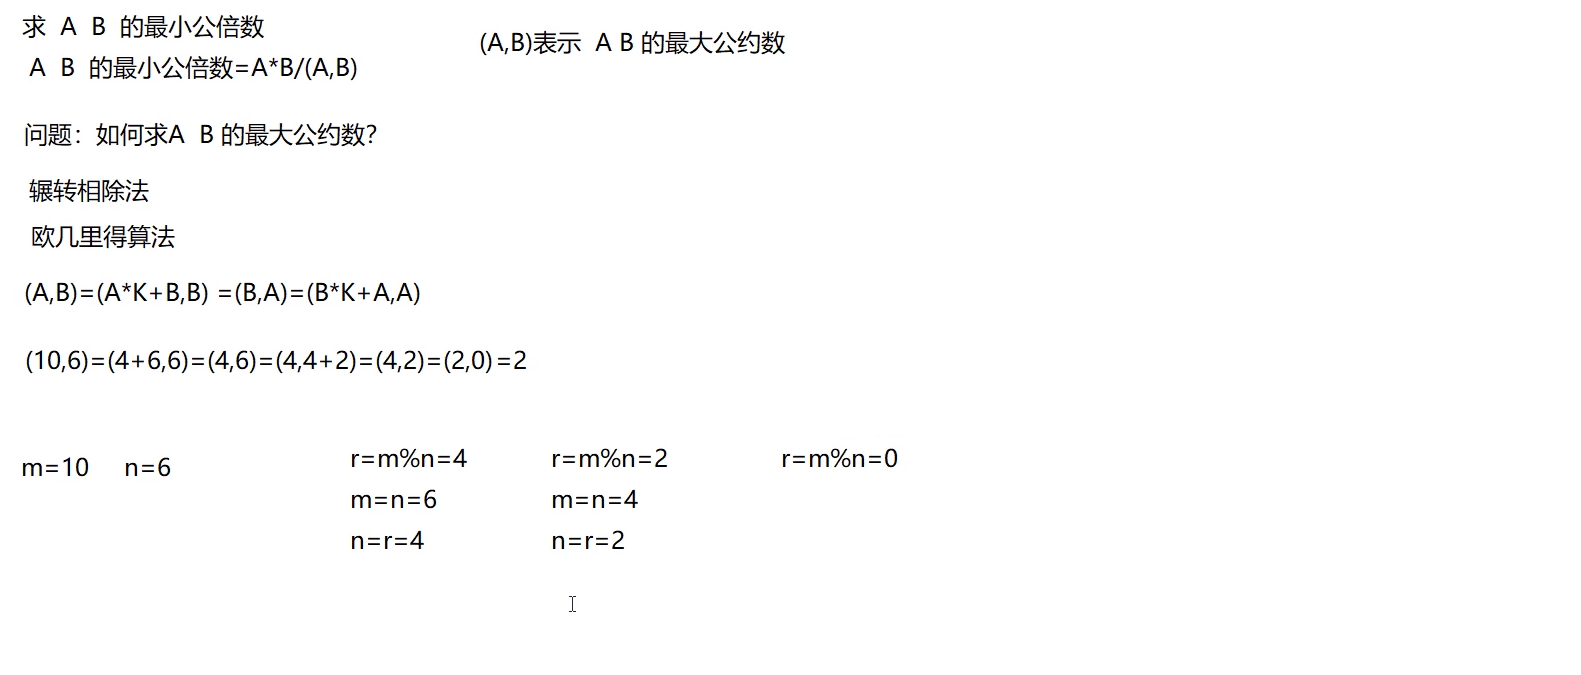 求 A B 的最小公倍数
(A,B)表示 A B 的最大公约数
A B 的最小公倍数=A*B/(A,B)
问题：如何求A B 的最大公约数?
辗转相除法
欧几里得算法
(A,B)=(A*K+B,B) =(B,A)=(B*K+A,A)
(10,6)=(4+6,6)=(4,6)=(4,4+2)=(4,2)=(2,0)=2
m=10 n=6
r=m%n=4
m=n=6
n=r=4
r=m%n=2
m=n=4
n=r=2
r=m%n=0